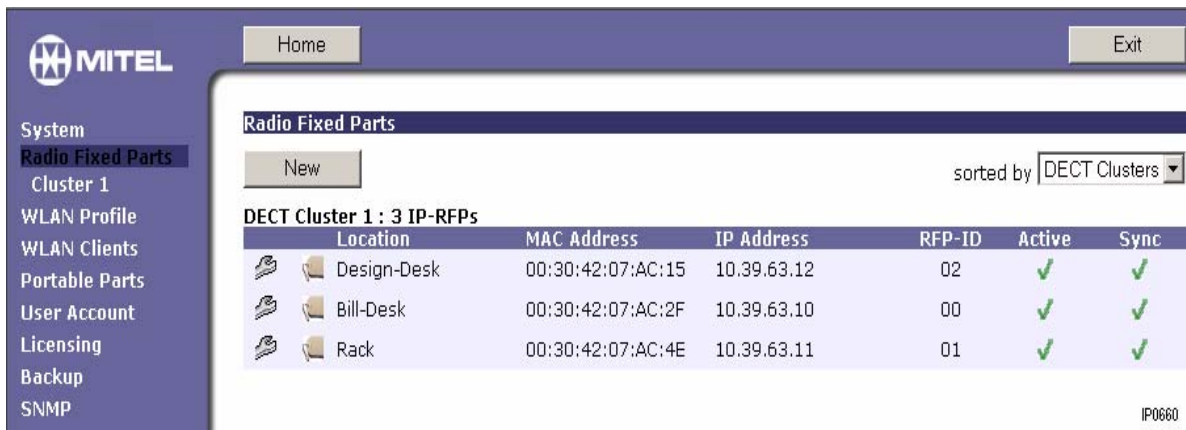 MITEL
Home
Exit
System
Radio Fixed Parts
Cluster 1
WLAN Profile
WLAN Clients
Portable Parts
User Account
Licensing
Backup
SNMP
Radio Fixed Parts
New
sorted by DECT Clusters
DECT Cluster 1 : 3 IP-RFPs
Location MAC Address IP Address RFP-ID Active Sync
Design-Desk 00:30:42:07:AC:15 10.39.63.12 02
Bill-Desk 00:30:42:07:AC:2F 10.39.63.10 00
Rack 00:30:42:07:AC:4E 10.39.63.11 01
IP0660